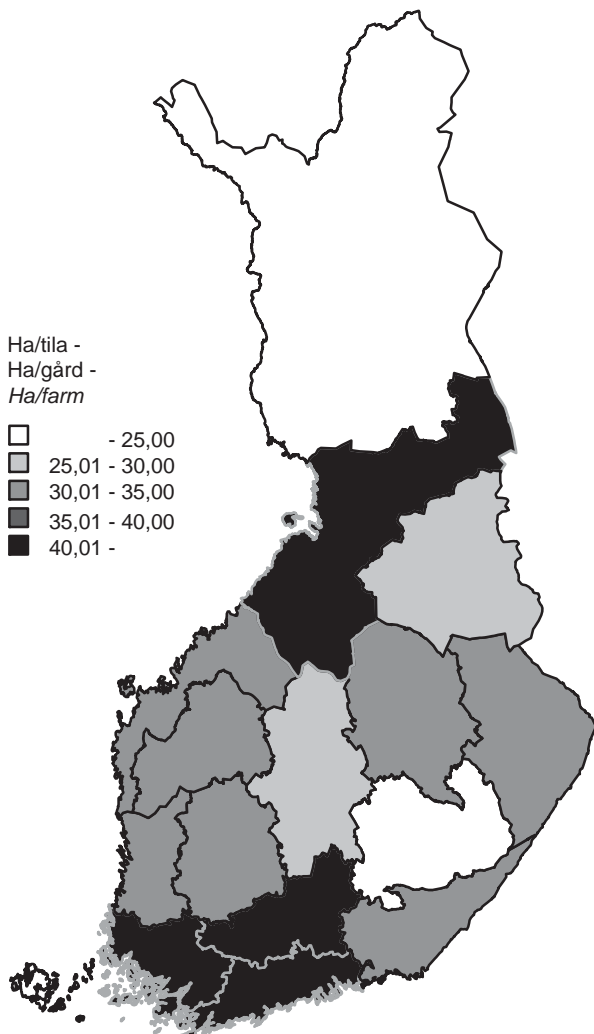 Ha/tila -
Ha/gård -
Ha/farm
- 25,00
25,01 - 30,00
30,01 - 35,00
35,01 - 40,00
40,01 -